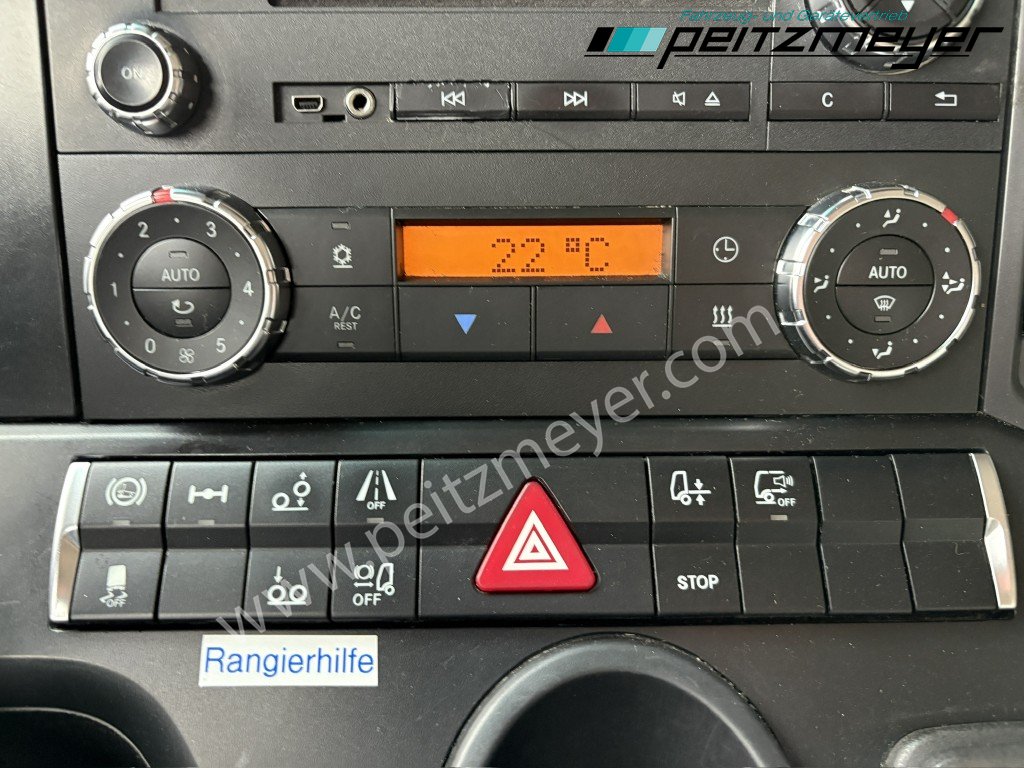 Fahrzeug- und Gerätevertrieb
peitzmeyer
ON
C
2 3
1 AUTO 4
0 5
22 °C
A/C
REST
AUTO
OFF
OFF
OFF
OFF
STOP
www.peitzmeyer.com
Rangierhilfe